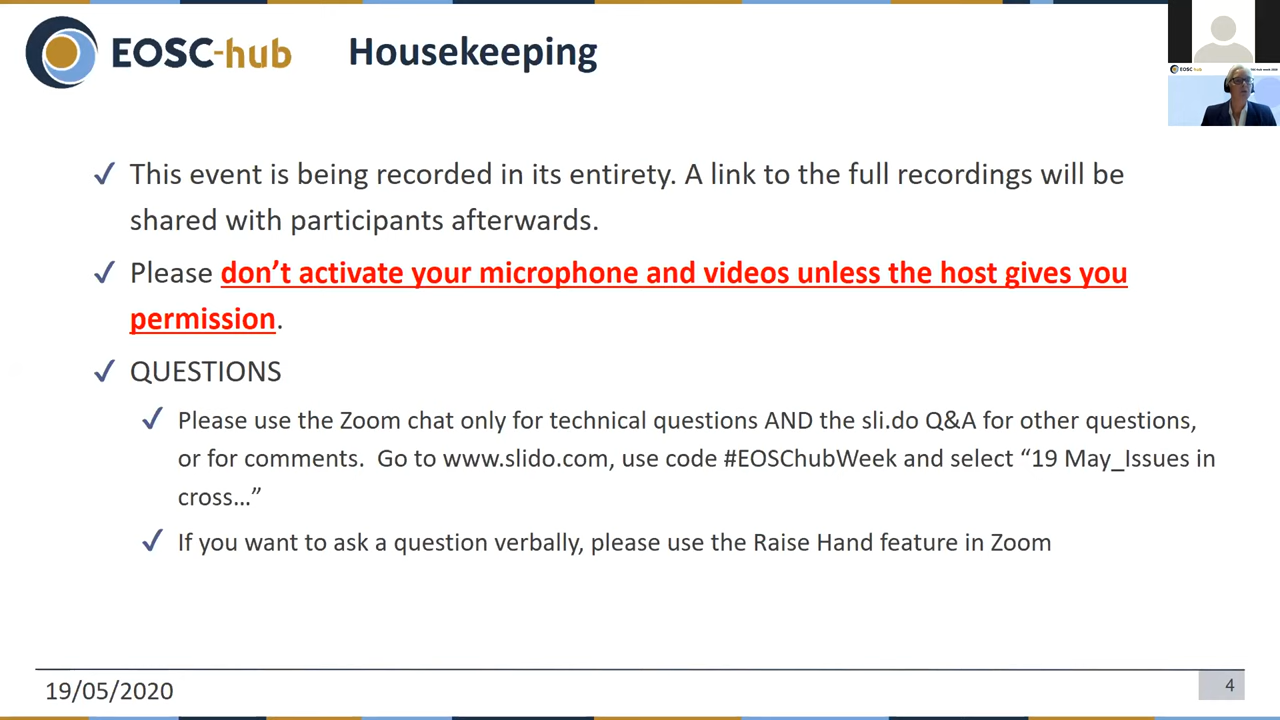 EOSC-hub
Housekeeping
EOSC-hub
✓ This event is being recorded in its entirety. A link to the full recordings will be
shared with participants afterwards.
✓ Please don’t activate your microphone and videos unless the host gives you
permission.
✓ QUESTIONS
✓ Please use the Zoom chat only for technical questions AND the sli.do Q&A for other questions,
or for comments.  Go to www.slido.com, use code #EOSChubWeek and select “19 May_Issues in
cross…”
✓ If you want to ask a question verbally, please use the Raise Hand feature in Zoom
19/05/2020
4